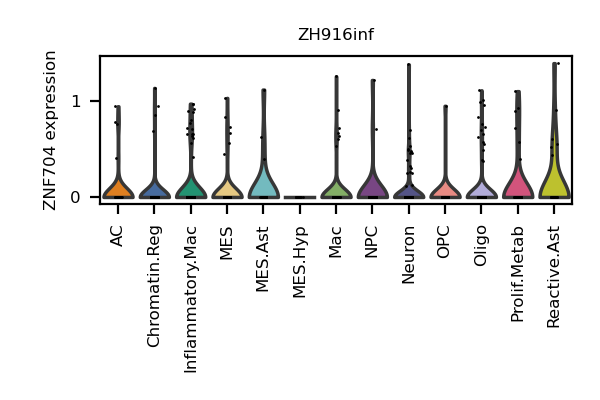 ZH916inf
ZNF704 expression
1
0
AC
Chromatin.Reg
Inflammatory.Mac
MES
MES.Ast
MES.Hyp
Mac
NPC
Neuron
OPC
Oligo
Prolif.Metab
Reactive.Ast